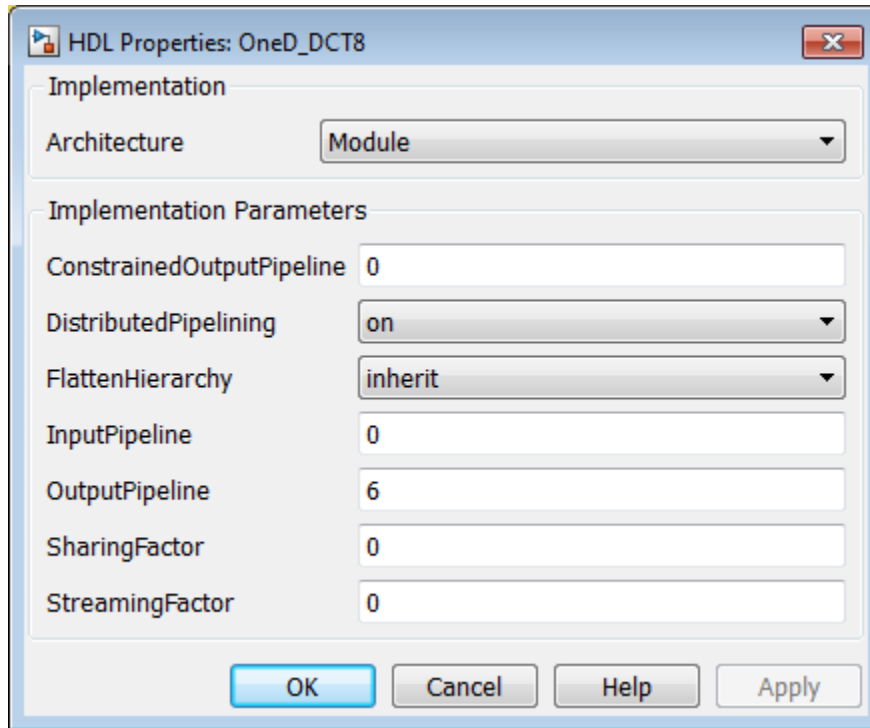 HDL Properties: OneD_DCT8
Implementation
Architecture Module
Implementation Parameters
ConstrainedOutputPipeline 0
DistributedPipelining on
FlattenHierarchy inherit
InputPipeline 0
OutputPipeline 6
SharingFactor 0
StreamingFactor 0
OK Cancel Help Apply